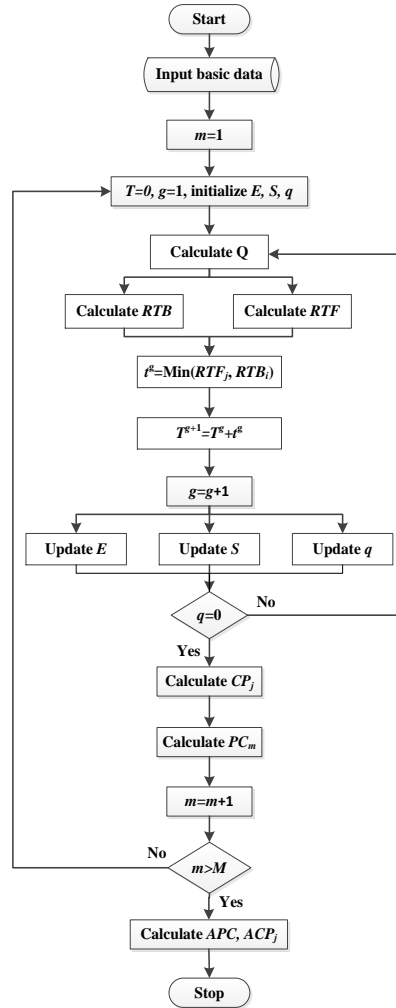 Start
Input basic data
m=1
T=0, g=1, initialize E, S, q
Calculate Q
Calculate RTB
Calculate RTF
t^g=Min(RTF_j, RTB_i)
T^{g+1}=T^g+t^g
g=g+1
Update E
Update S
Update q
q=0
No
Yes
Calculate CP_j
Calculate PC_m
m=m+1
No
m>M
Yes
Calculate APC, ACP_j
Stop